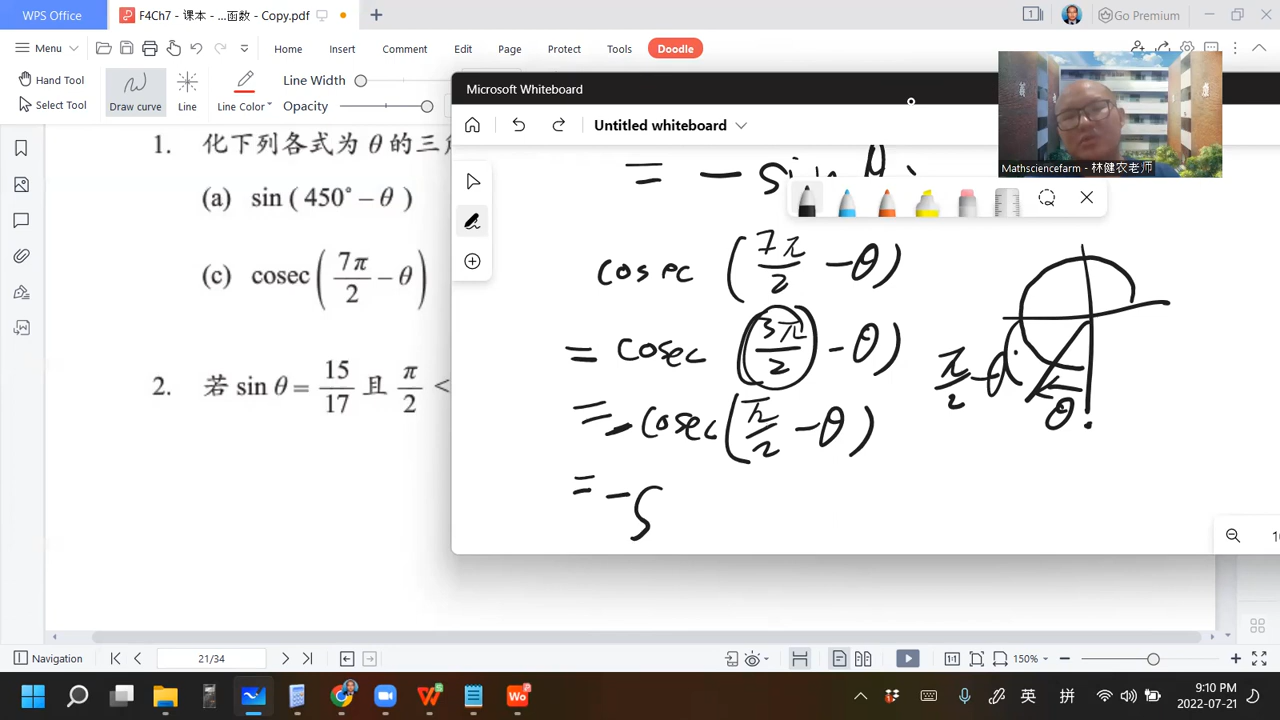 WPS Office
F4Ch7 - 课本 - ...函数 - Copy.pdf
Go Premium
Menu
Home Insert Comment Edit Page Protect Tools Doodle
Hand Tool
Select Tool
Draw curve
Line
Line Color
Line Width
Opacity
1. 化下列各式为 θ 的三
(a) sin ( 450° − θ )
(c) cosec ( 7π/2 − θ )
2. 若 sin θ = 15/17 且 π/2 <
Microsoft Whiteboard
Untitled whiteboard
Mathsciencefarm - 林健农老师
= − sin θ
cosec ( 7π/2 − θ )
= cosec ( 3π/2 − θ )
= - cosec ( π/2 − θ )
= - S
π/2 - θ
θ
Navigation
21/34
150%
英
拼
9:10 PM
2022-07-21